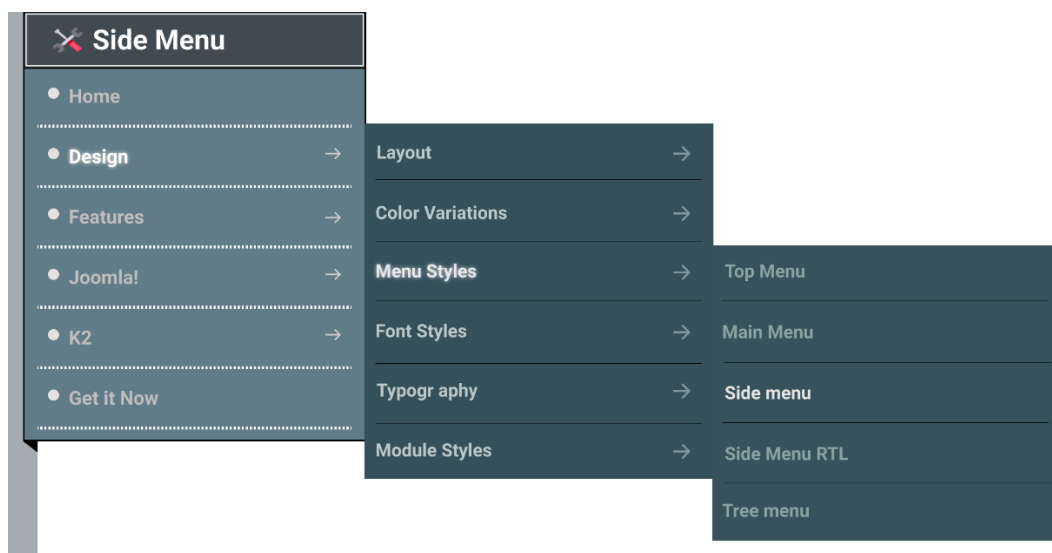 Side Menu
Home
Design
Features
Joomla!
K2
Get it Now
Layout
Color Variations
Menu Styles
Font Styles
Typogr aphy
Module Styles
Top Menu
Main Menu
Side menu
Side Menu RTL
Tree menu